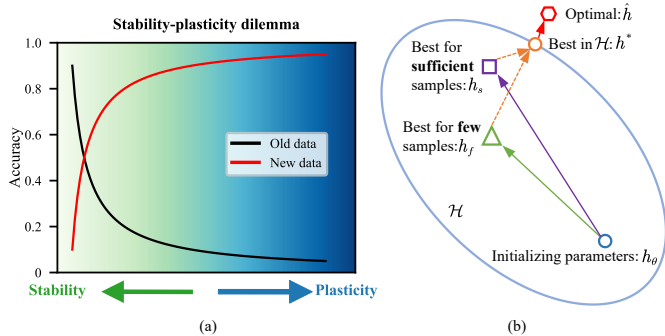 Stability-plasticity dilemma
1.0
0.8
0.6
0.4
0.2
0
Accuracy
Old data
New data
Stability
Plasticity
(a)
Optimal: ĥ
Best in ℋ: h*
Best for
sufficient
samples: h_s
Best for few
samples: h_f
ℋ
Initializing parameters: h_θ
(b)